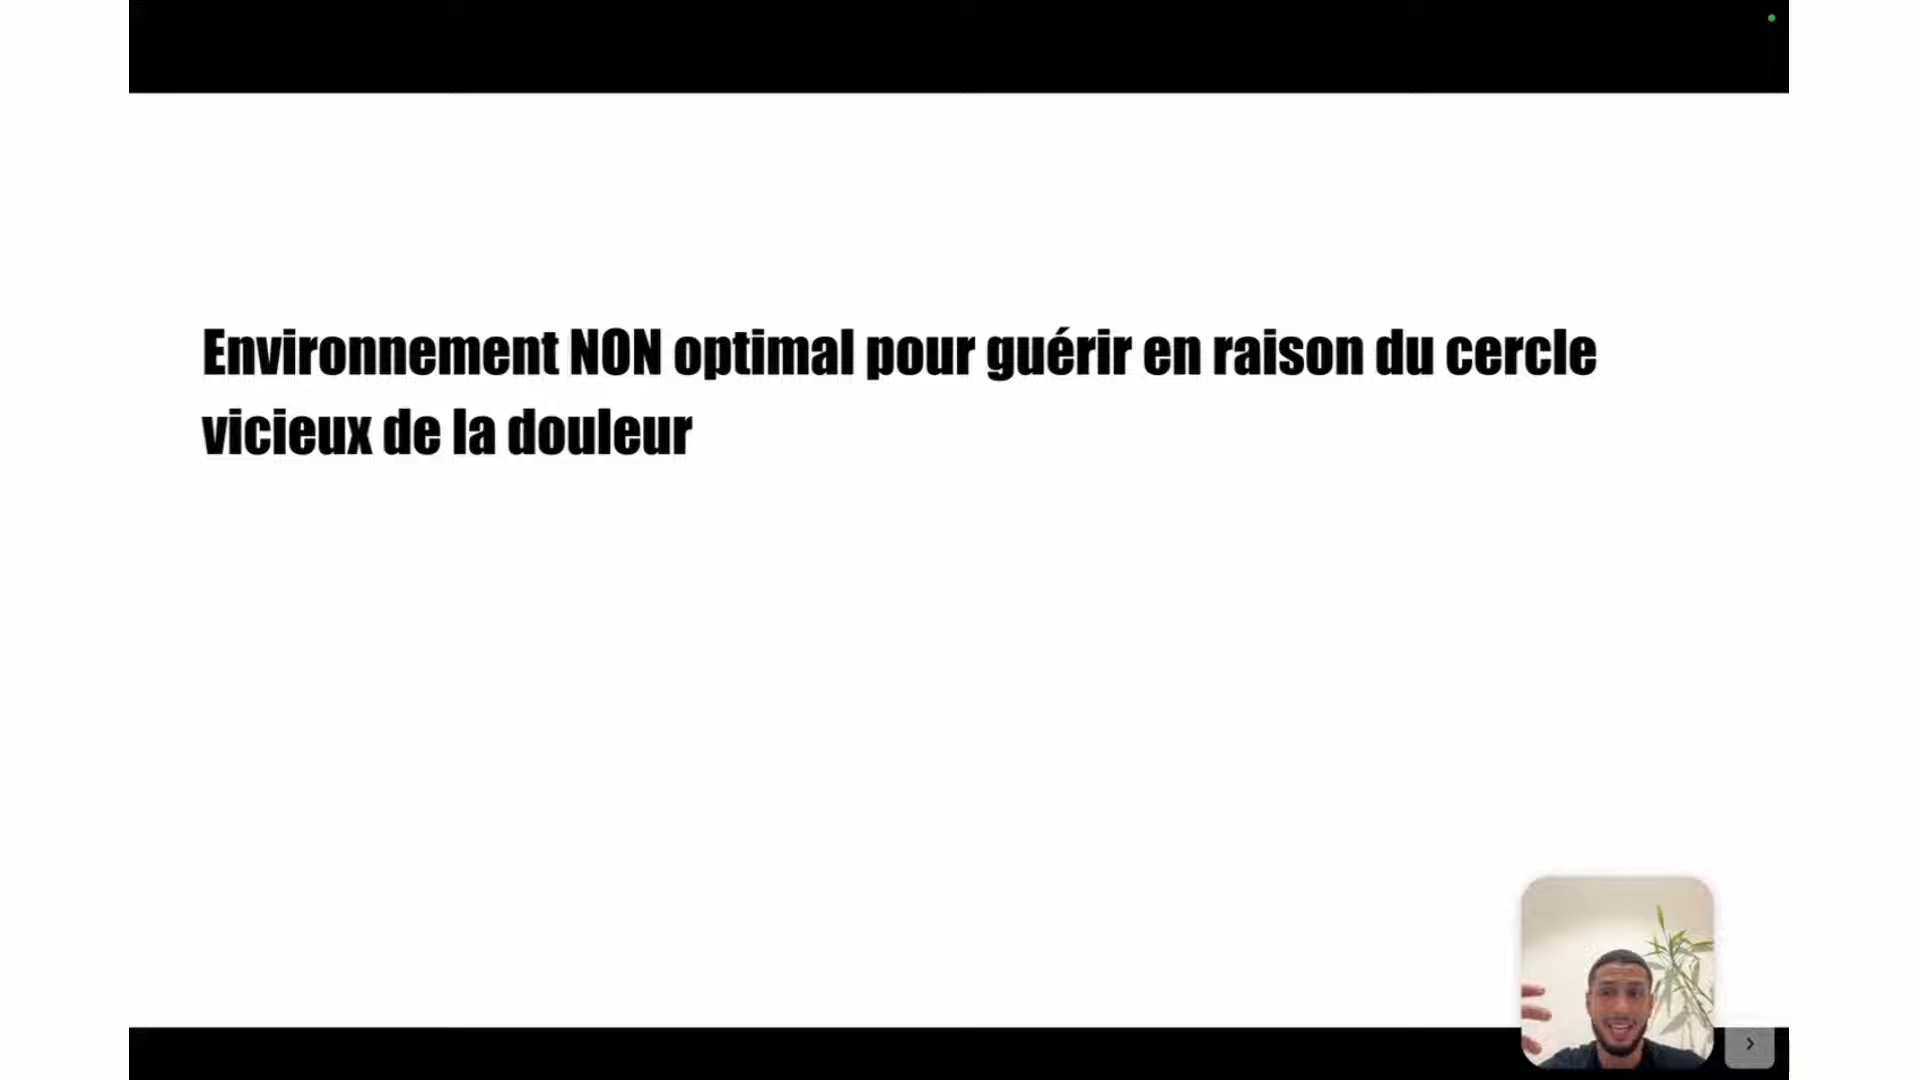 Environnement NON optimal pour guérir en raison du cercle
vicieux de la douleur